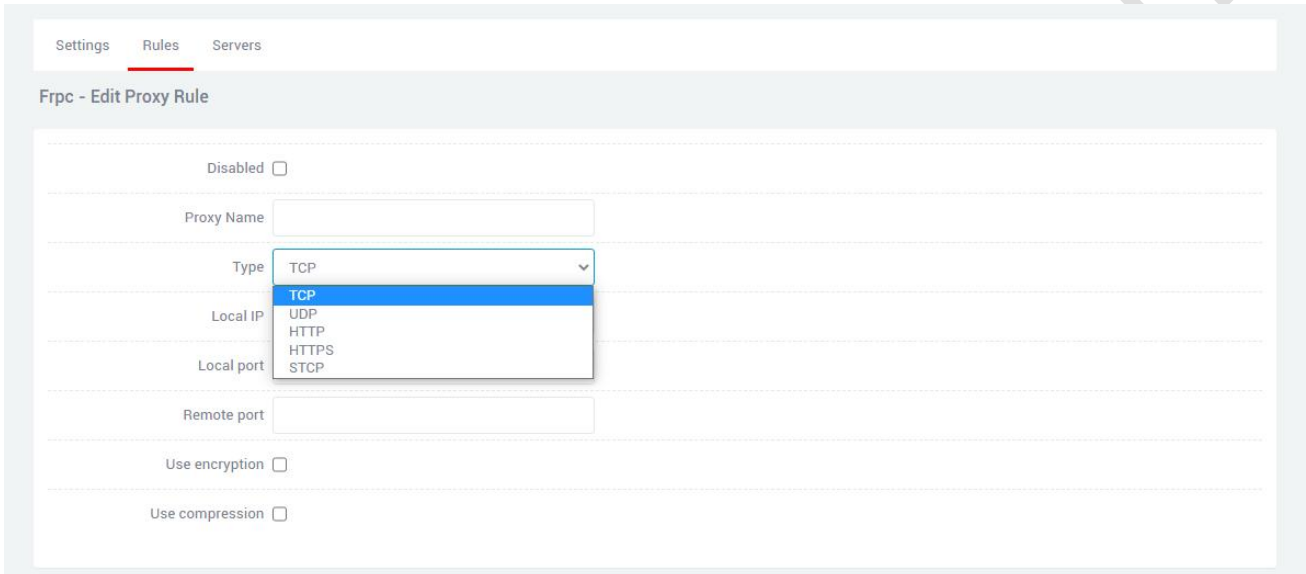 Settings Rules Servers
Frpc - Edit Proxy Rule
Disabled
Proxy Name
Type TCP
TCP
Local IP UDP
HTTP
HTTPS
Local port STCP
Remote port
Use encryption
Use compression